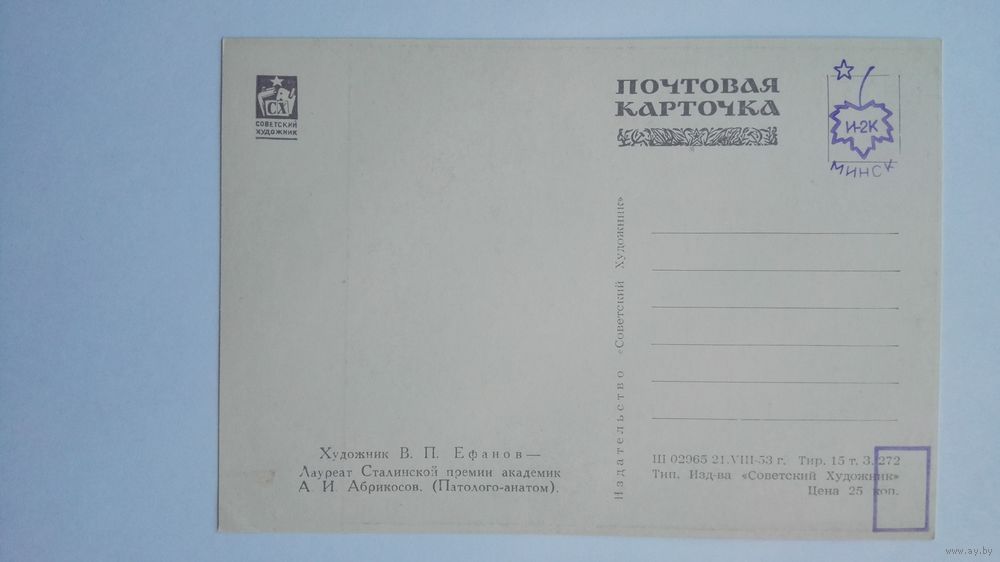 СХ
СОВЕТСКИЙ
ХУДОЖНИК
ПОЧТОВАЯ
КАРТОЧКА
И-2К
МИНСК
Издательство «Советский Художник»
Художник В. П. Ефанов —
Лауреат Сталинской премии академик
А. И. Абрикосов. (Патолого-анатом).
Ш 02965 21.VIII-53 г. Тир. 15 т. З. 272
Тип. Изд-ва «Советский Художник»
Цена 25 коп.
www.ay.by